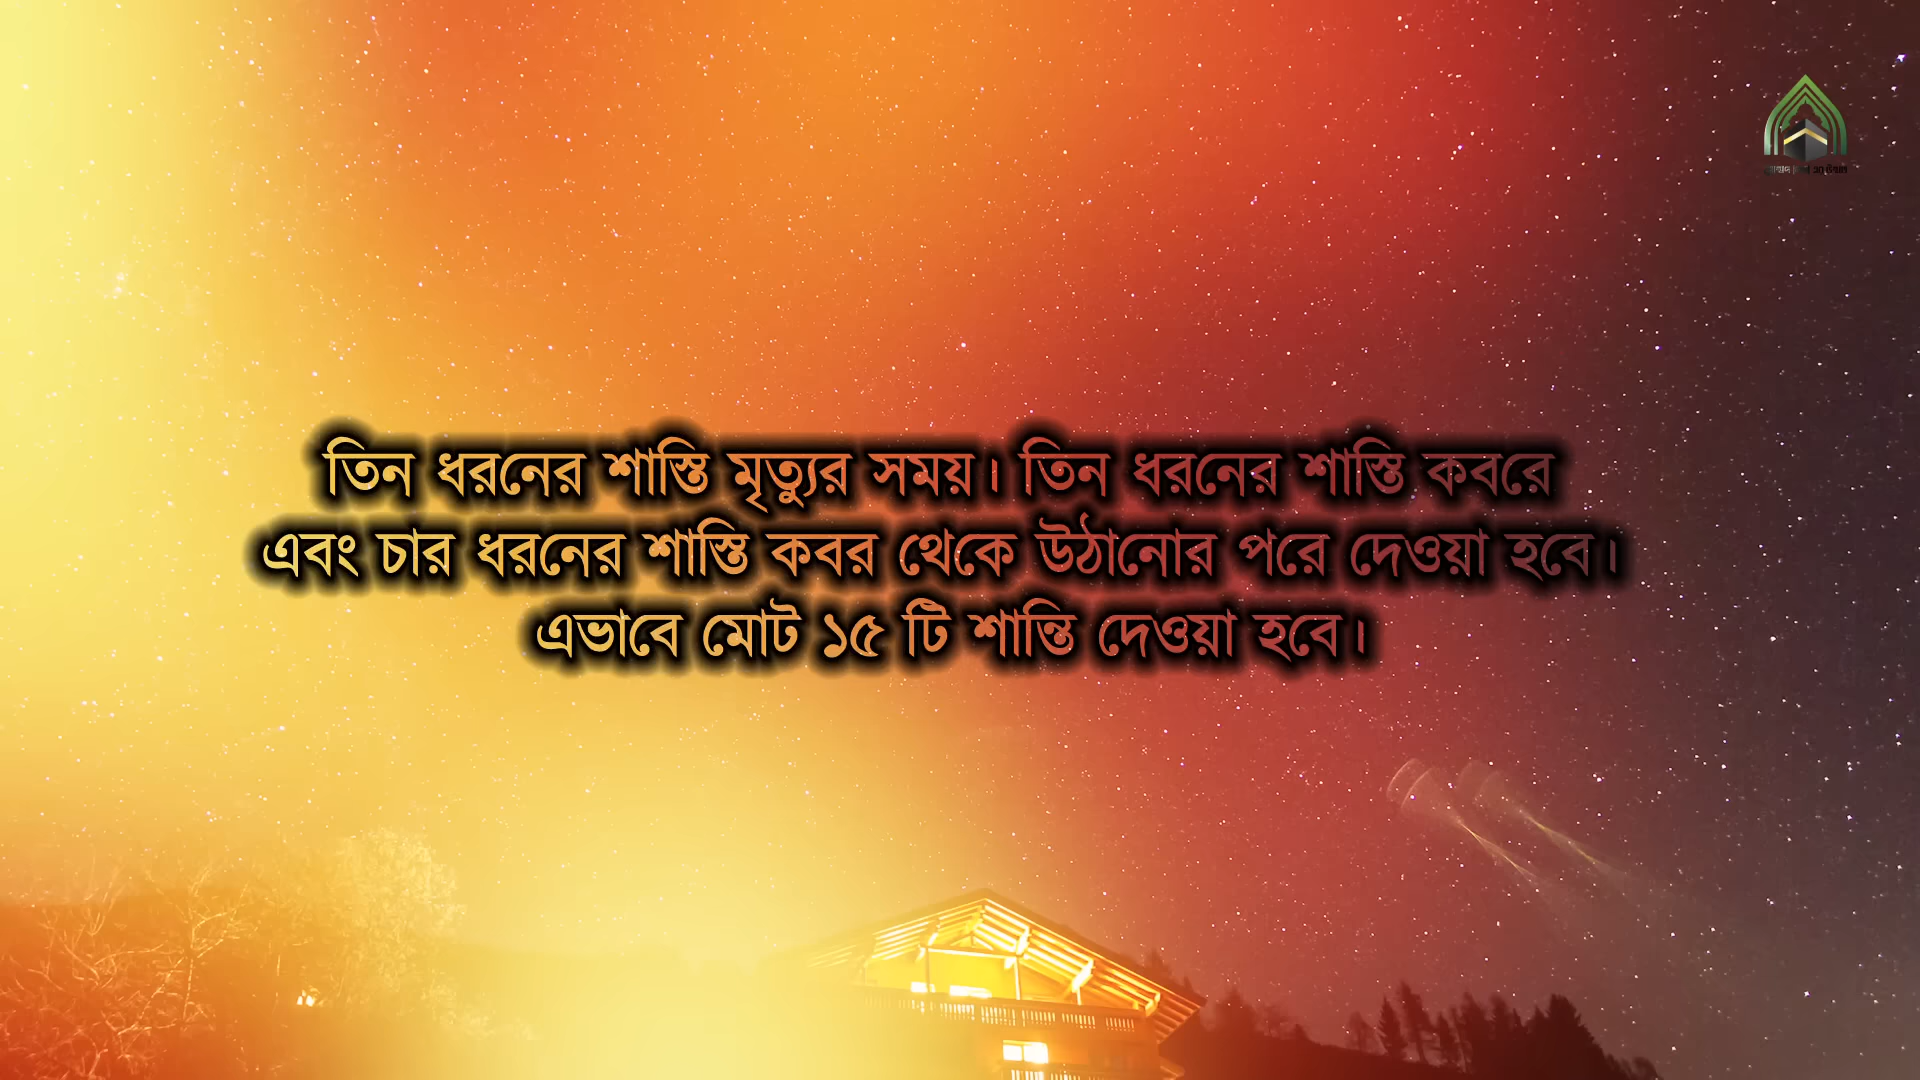 তিন ধরনের শাস্তি মৃত্যুর সময়। তিন ধরনের শাস্তি কবরে
এবং চার ধরনের শাস্তি কবর থেকে উঠানোর পরে দেওয়া হবে।
এভাবে মোট ১৫ টি শান্তি দেওয়া হবে।